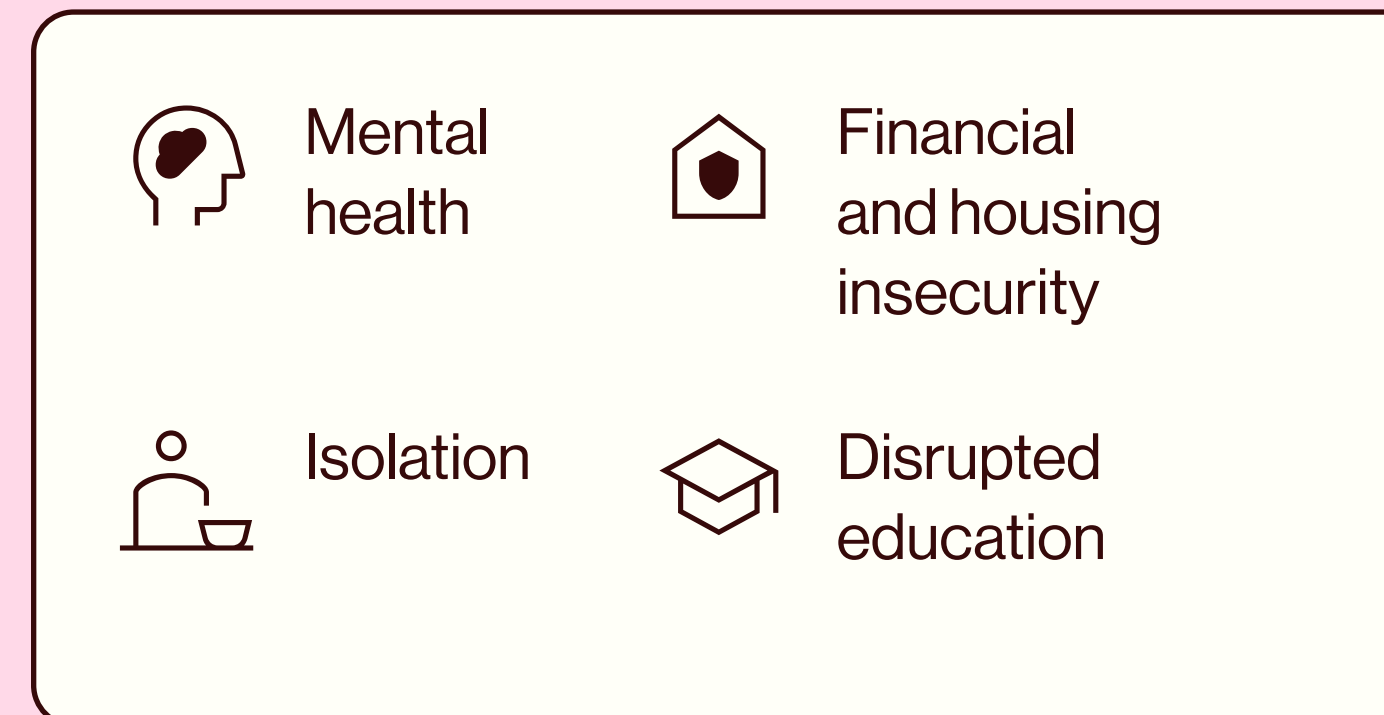 Mental
health
Financial
and housing
insecurity
Isolation
Disrupted
education